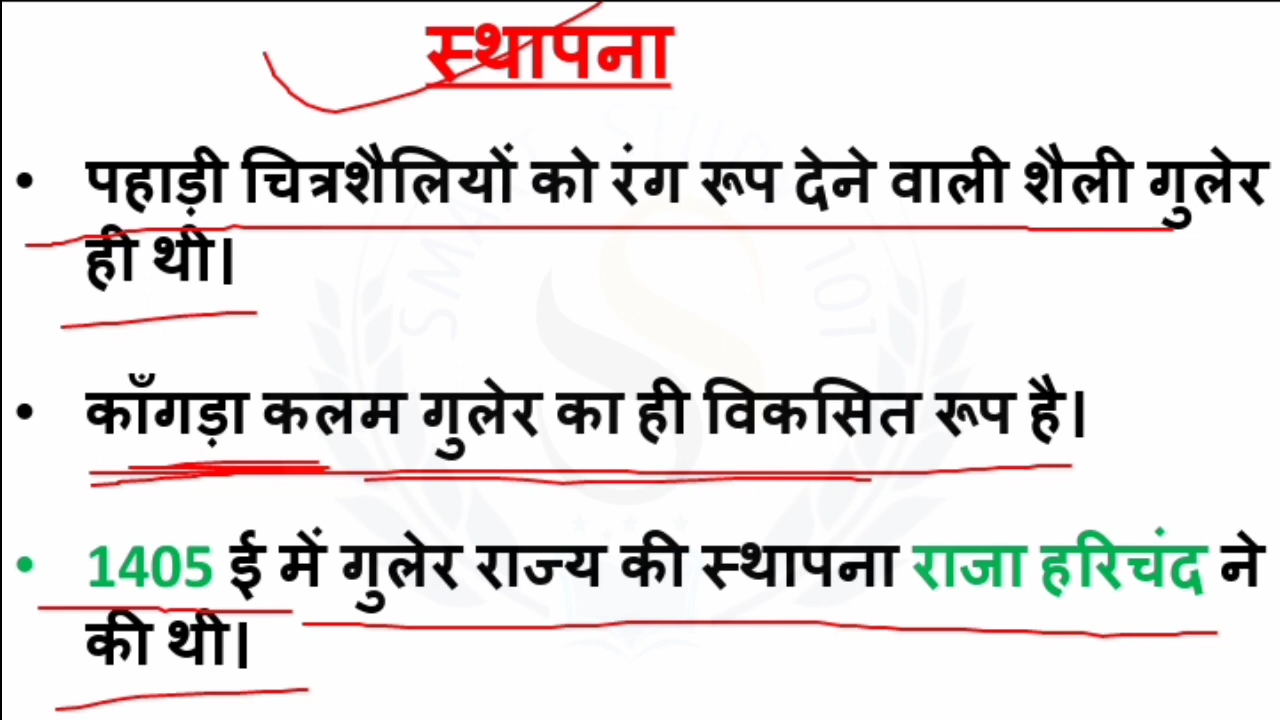 स्थापना
• पहाड़ी चित्रशैलियों को रंग रूप देने वाली शैली गुलेर
ही थी।
• काँगड़ा कलम गुलेर का ही विकसित रूप है।
• 1405 ई में गुलेर राज्य की स्थापना राजा हरिचंद ने
की थी।